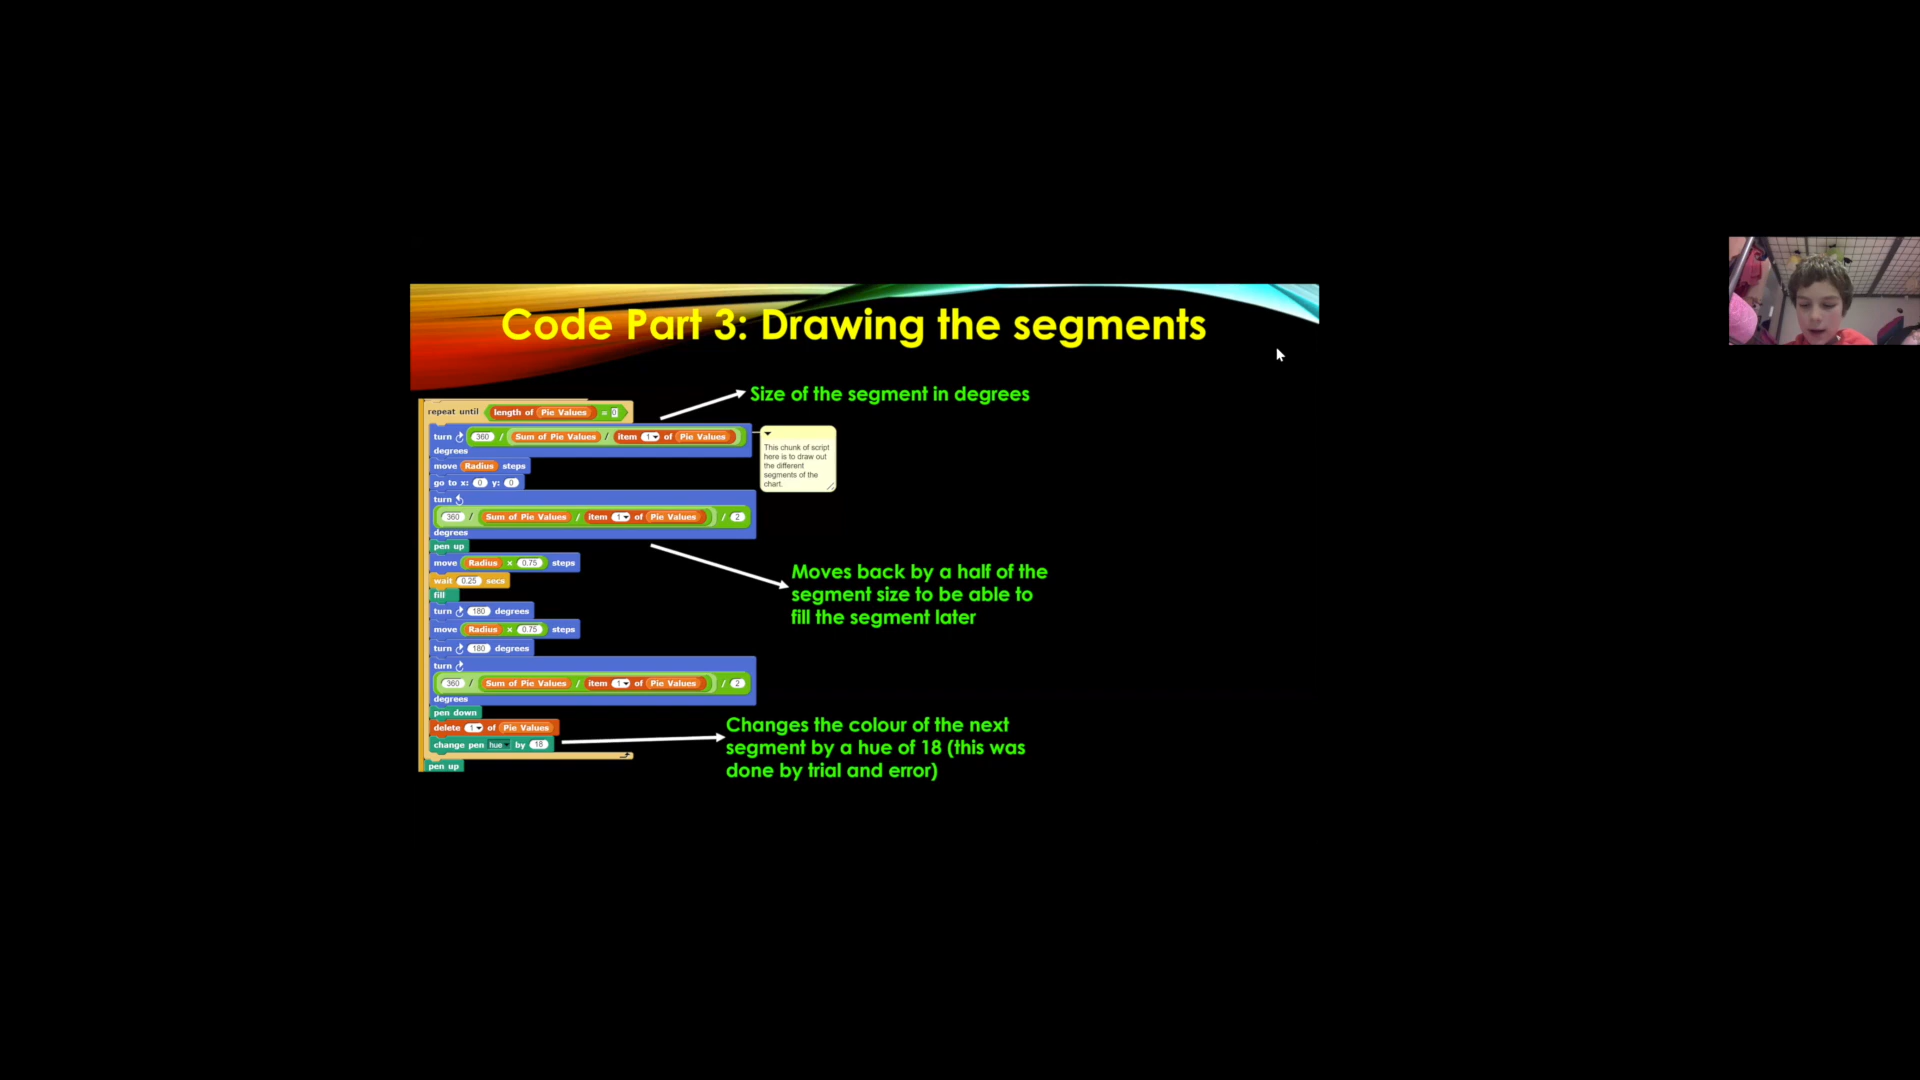 Code Part 3: Drawing the segments
Size of the segment in degrees
repeat until length of Pie Values = 0
turn 360 / Sum of Pie Values / item 1 of Pie Values
degrees
move Radius steps
go to x: 0 y: 0
turn
360 / Sum of Pie Values / item 1 of Pie Values / 2
degrees
pen up
move Radius × 0.75 steps
wait 0.25 secs
fill
turn 180 degrees
move Radius × 0.75 steps
turn 180 degrees
turn
360 / Sum of Pie Values / item 1 of Pie Values / 2
degrees
pen down
delete 1 of Pie Values
change pen hue by 18
pen up
This chunk of script
here is to draw out
the different
segments of the
chart.
Moves back by a half of the
segment size to be able to
fill the segment later
Changes the colour of the next
segment by a hue of 18 (this was
done by trial and error)